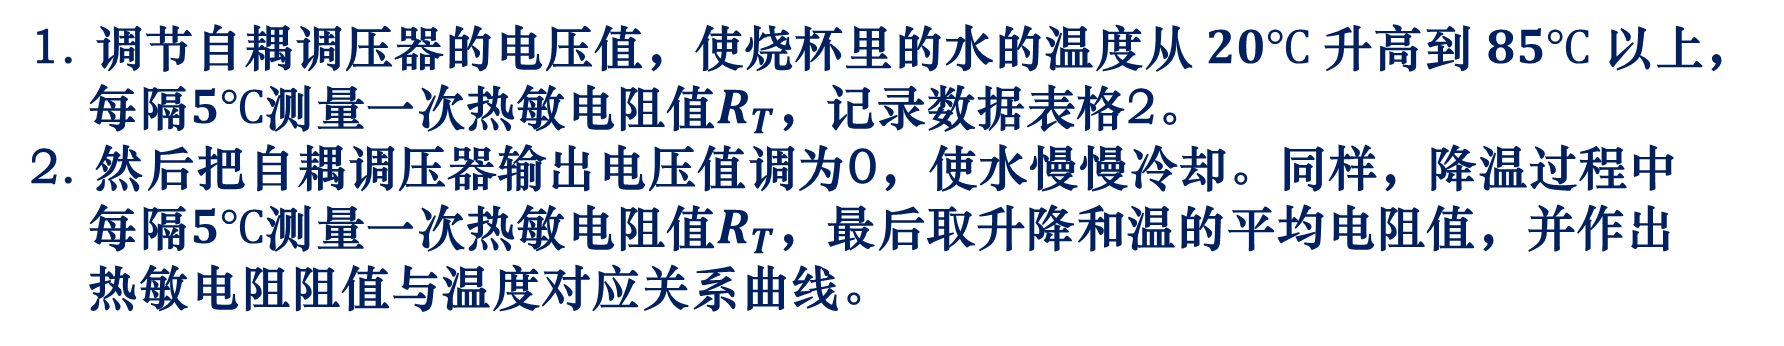 1. 调节自耦调压器的电压值，使烧杯里的水的温度从 20℃ 升高到 85℃ 以上，
每隔5℃测量一次热敏电阻值R_T，记录数据表格2。
2. 然后把自耦调压器输出电压值调为0，使水慢慢冷却。同样，降温过程中
每隔5℃测量一次热敏电阻值R_T，最后取升降和温的平均电阻值，并作出
热敏电阻阻值与温度对应关系曲线。